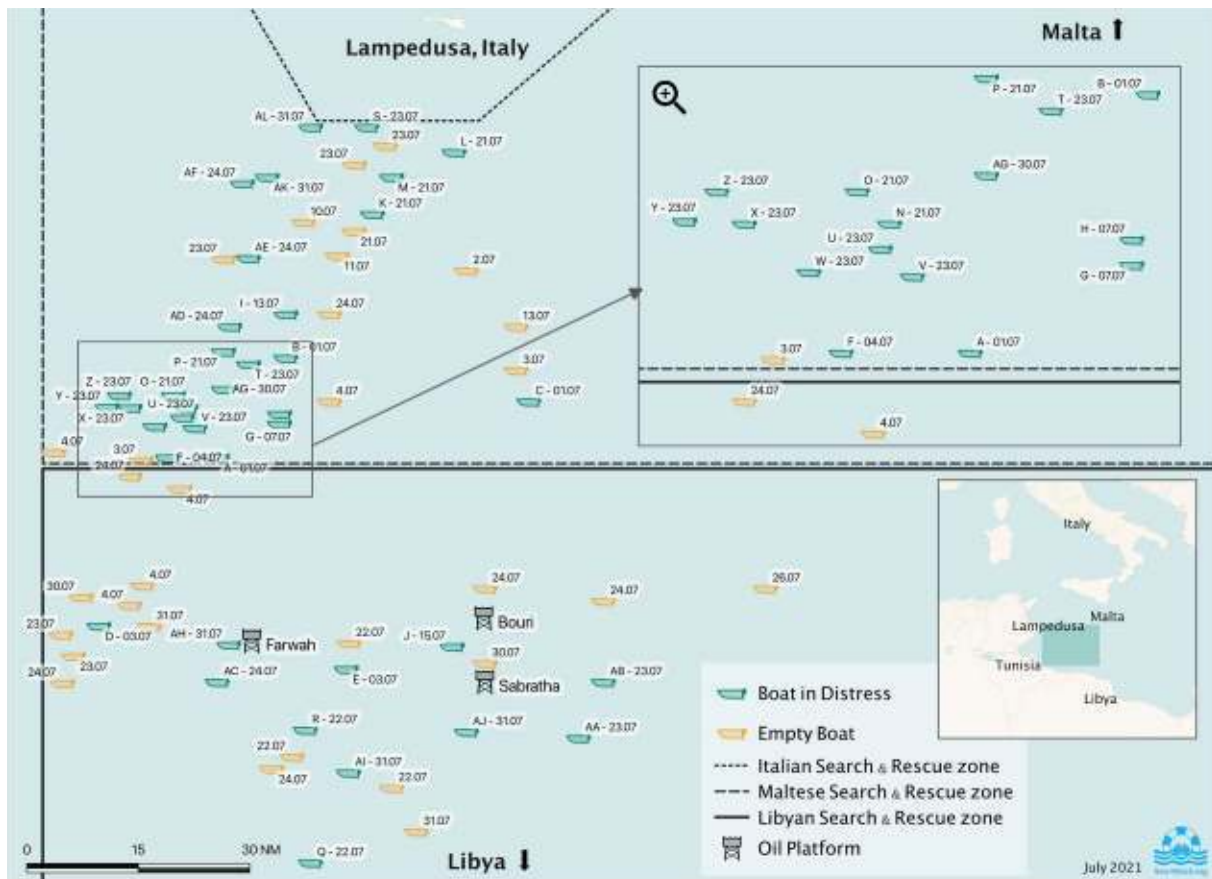 Lampedusa, Italy
Malta
AL - 31.07
S - 23.07
23.07
23.07
L - 21.07
AF - 24.07
AK - 31.07
M - 21.07
K - 21.07
10.07
21.07
23.07
AE - 24.07
11.07
2.07
I - 13.07
24.07
AD - 24.07
13.07
B - 01.07
P - 21.07
T - 23.07
3.07
Z - 23.07
O - 21.07
AG - 30.07
Y - 23.07
U - 23.07
4.07
C - 01.07
X - 23.07
V - 23.07
G - 07.07
4.07
3.07
F - 04.07
24.07
A - 01.07
4.07
P - 21.07
B - 01.07
T - 23.07
AG - 30.07
Z - 23.07
O - 21.07
Y - 23.07
X - 23.07
N - 21.07
H - 07.07
U - 23.07
W - 23.07
V - 23.07
G - 07.07
3.07
F - 04.07
A - 01.07
24.07
4.07
Italy
Malta
Lampedusa
Tunisia
Libya
30.07
4.07
4.07
24.07
24.07
26.07
23.07
D - 03.07
31.07
AH - 31.07
Farwah
22.07
J - 15.07
Bouri
24.07
23.07
AC - 24.07
E - 03.07
30.07
Sabratha
AB - 23.07
R - 22.07
AJ - 31.07
AA - 23.07
22.07
24.07
AI - 31.07
22.07
31.07
Q - 22.07
Boat in Distress
Empty Boat
Italian Search & Rescue zone
Maltese Search & Rescue zone
Libyan Search & Rescue zone
Oil Platform
0 15 30 NM
Libya
July 2021